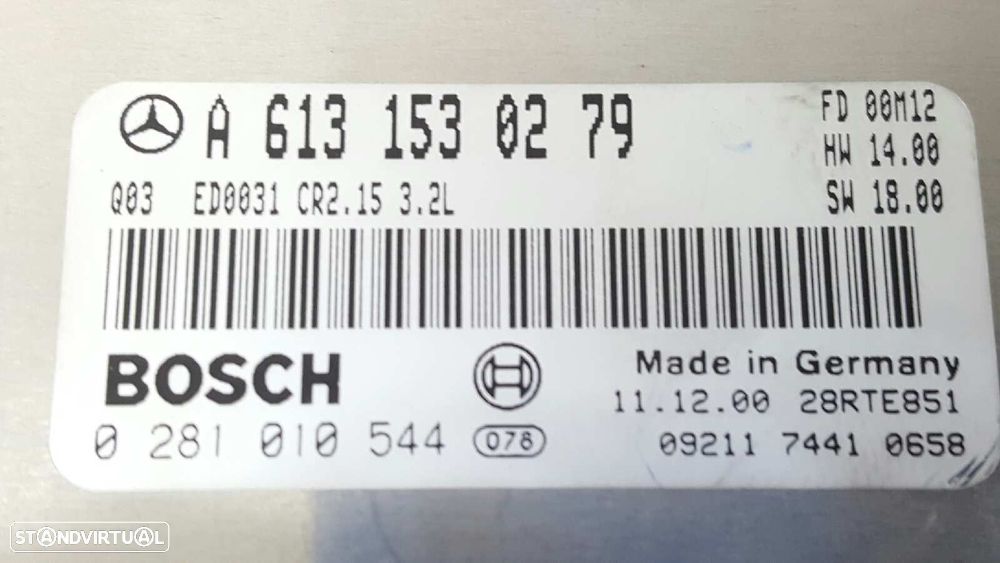 A 613 153 02 79
FD 00M12
HW 14.00
Q03 ED0031 CR2.15 3.2L
SW 18.00
BOSCH
Made in Germany
11.12.00 28RTE851
0 281 010 544 078
09211 7441 0658
STANDVIRTUAL